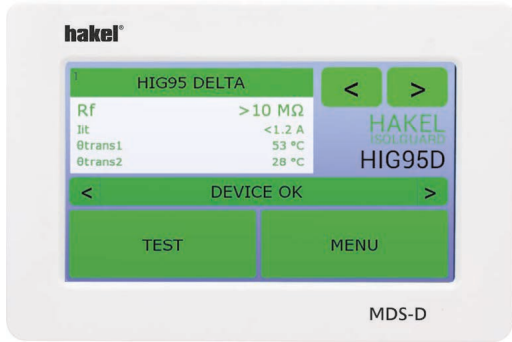 hakel®
1 HIG95 DELTA
< >
Rf >10 MΩ
Iit <1.2 A
θtrans1 53 °C
θtrans2 28 °C
HAKEL
ISOLGUARD
HIG95D
< DEVICE OK >
TEST MENU
MDS-D